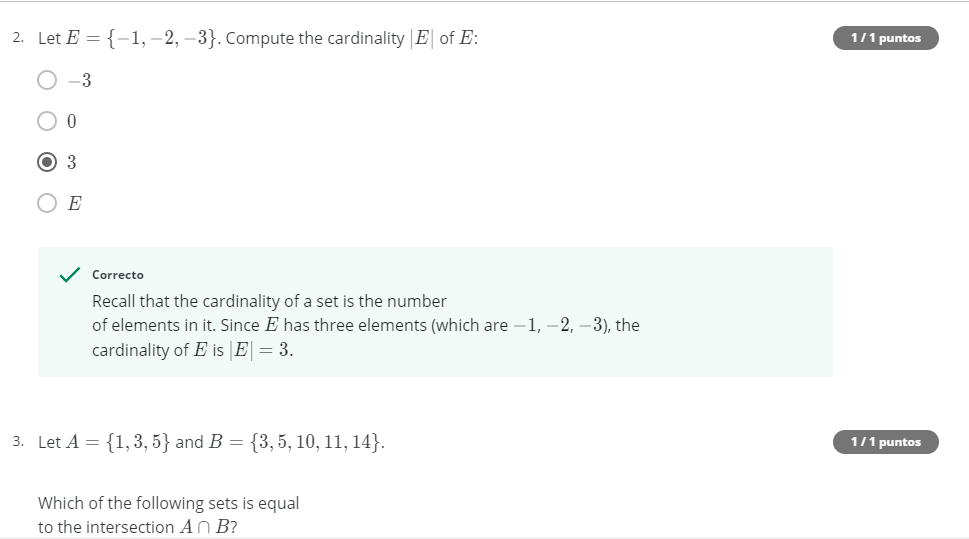 2. Let E = {−1, −2, −3}. Compute the cardinality |E| of E:
1 / 1 puntos
−3
0
3
E
Correcto
Recall that the cardinality of a set is the number
of elements in it. Since E has three elements (which are −1, −2, −3), the
cardinality of E is |E| = 3.
3. Let A = {1, 3, 5} and B = {3, 5, 10, 11, 14}.
1 / 1 puntos
Which of the following sets is equal
to the intersection A ∩ B?